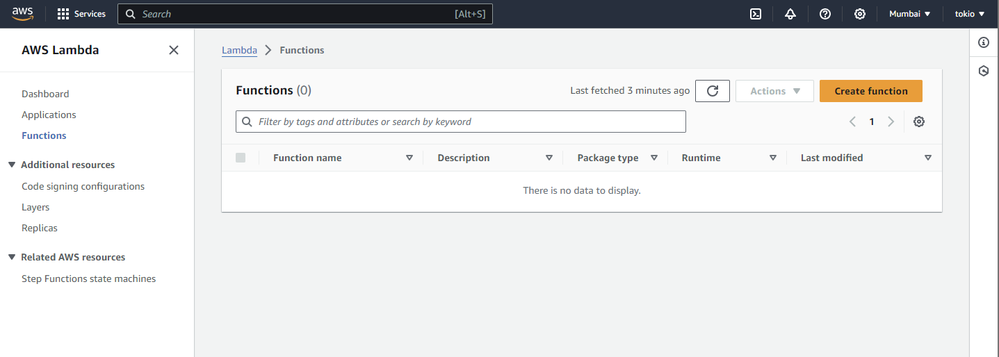 aws Services Search [Alt+S] Mumbai tokio
AWS Lambda
Dashboard
Applications
Functions
Additional resources
Code signing configurations
Layers
Replicas
Related AWS resources
Step Functions state machines
Lambda Functions
Functions (0) Last fetched 3 minutes ago Actions Create function
Filter by tags and attributes or search by keyword 1
Function name Description Package type Runtime Last modified
There is no data to display.